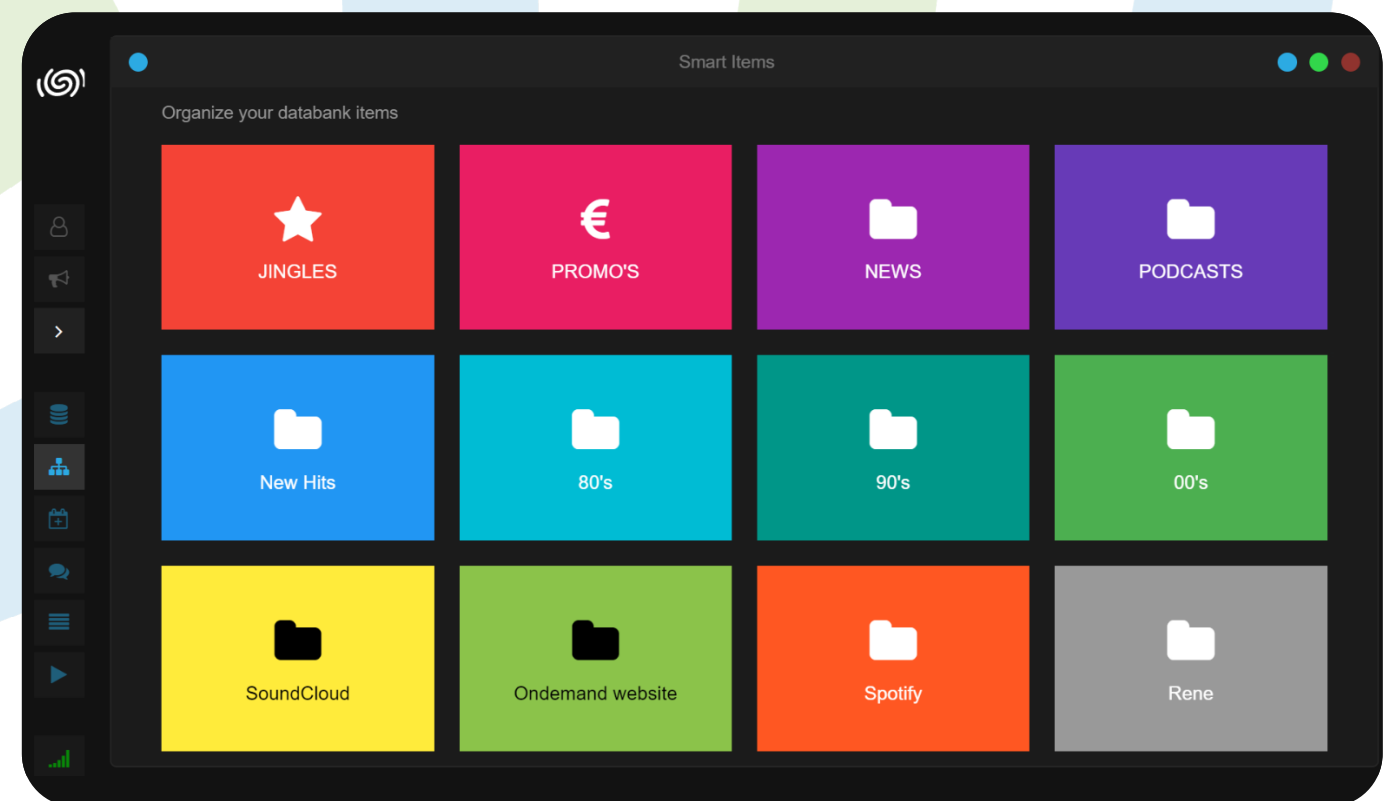 Smart Items
Organize your databank items
JINGLES
€
PROMO'S
NEWS
PODCASTS
New Hits
80's
90's
00's
SoundCloud
Ondemand website
Spotify
Rene